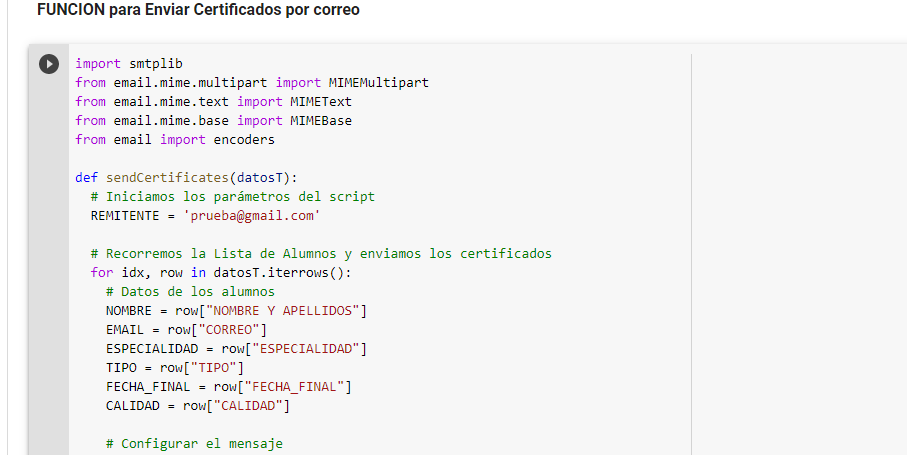 FUNCION para Enviar Certificados por correo
import smtplib
from email.mime.multipart import MIMEMultipart
from email.mime.text import MIMEText
from email.mime.base import MIMEBase
from email import encoders
def sendCertificates(datosT):
# Iniciamos los parámetros del script
REMITENTE = 'prueba@gmail.com'
# Recorremos la Lista de Alumnos y enviamos los certificados
for idx, row in datosT.iterrows():
# Datos de los alumnos
NOMBRE = row["NOMBRE Y APELLIDOS"]
EMAIL = row["CORREO"]
ESPECIALIDAD = row["ESPECIALIDAD"]
TIPO = row["TIPO"]
FECHA_FINAL = row["FECHA_FINAL"]
CALIDAD = row["CALIDAD"]
# Configurar el mensaje